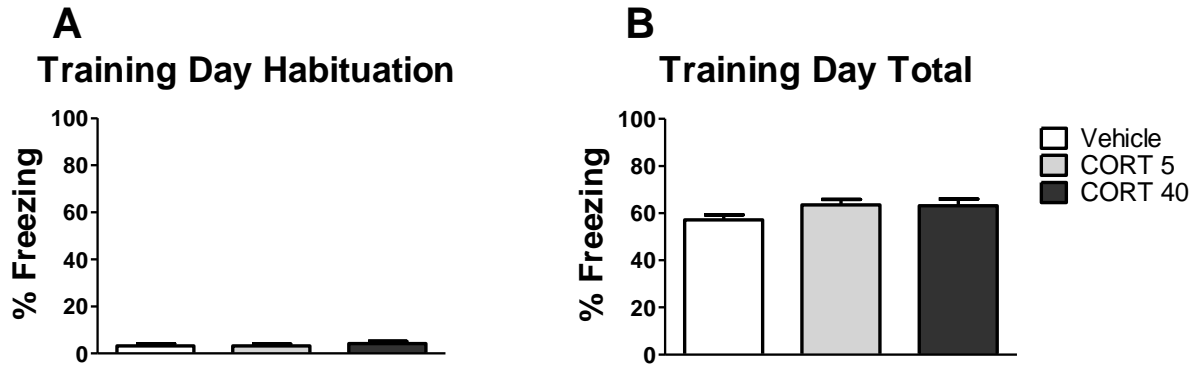 A
Training Day Habituation
% Freezing
100
80
60
40
20
0
B
Training Day Total
% Freezing
100
80
60
40
20
0
Vehicle
CORT 5
CORT 40